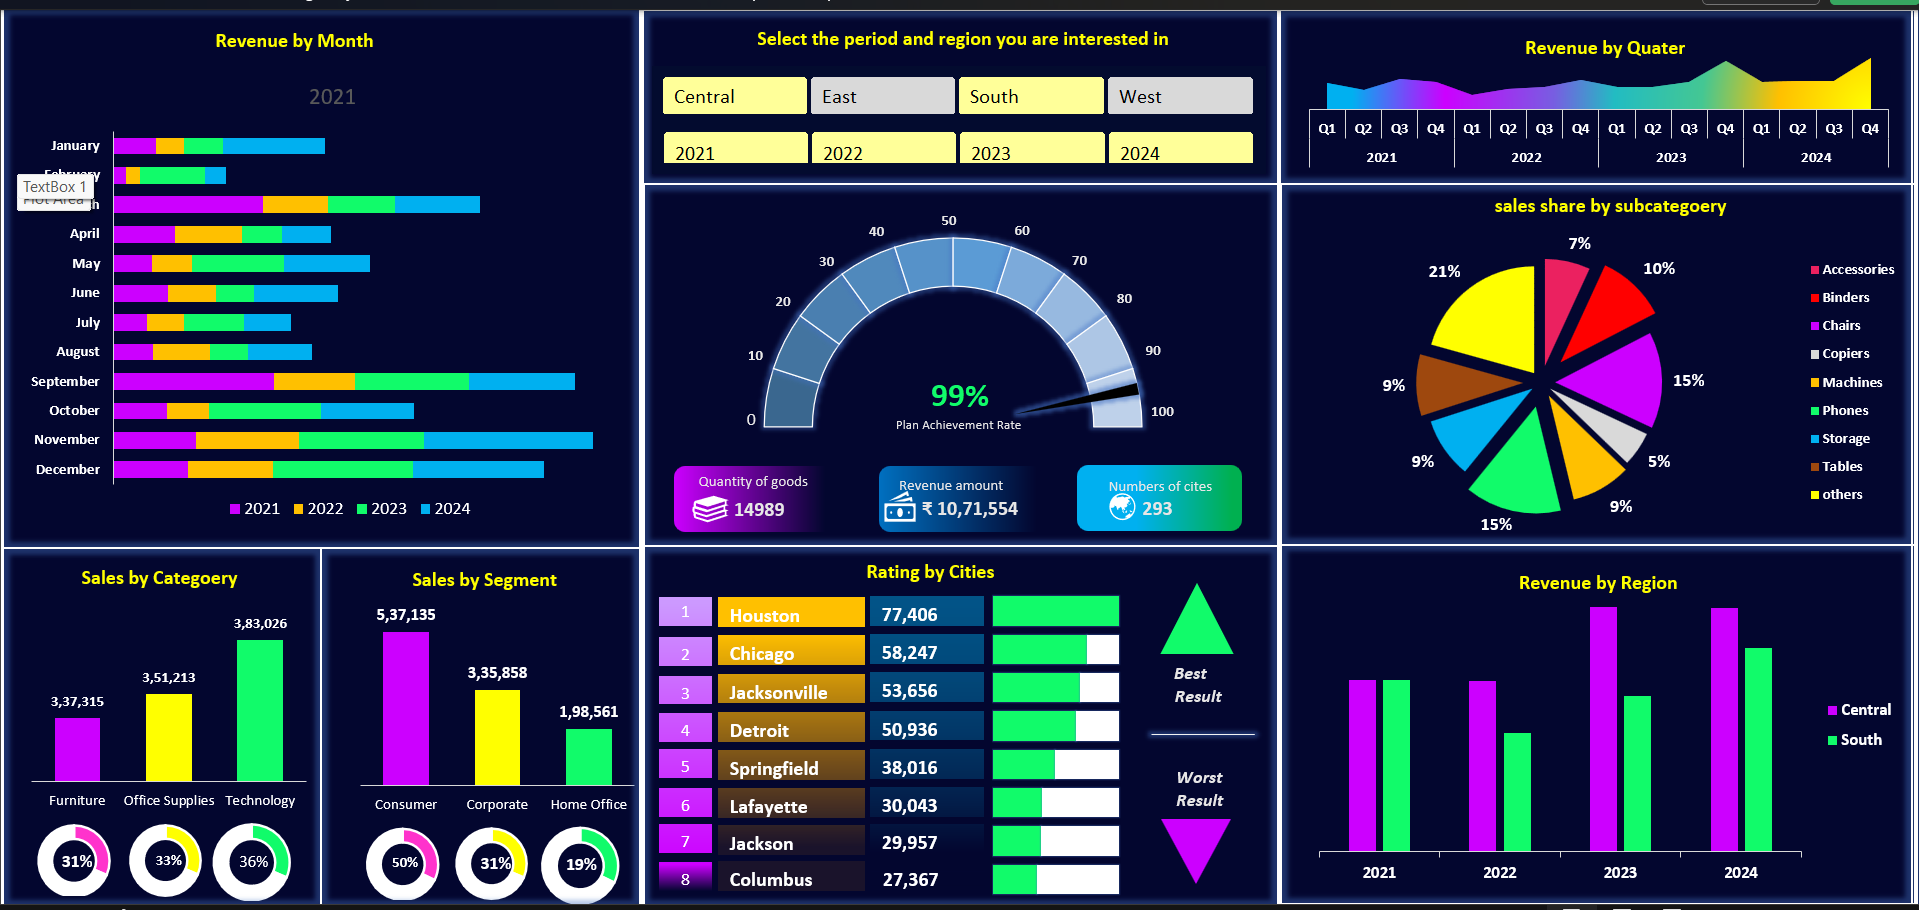 Revenue by Month
2021
January
TextBox 1
April
May
June
July
August
September
October
November
December
2021 2022 2023 2024
Select the period and region you are interested in
Central East South West
2021 2022 2023 2024
Revenue by Quater
Q1 Q2 Q3 Q4 Q1 Q2 Q3 Q4 Q1 Q2 Q3 Q4 Q1 Q2 Q3 Q4
2021 2022 2023 2024
0
10
20
30
40
50
60
70
80
90
100
99%
Plan Achievement Rate
Quantity of goods
14989
Revenue amount
₹ 10,71,554
Numbers of cites
293
sales share by subcategoery
7%
10%
15%
5%
9%
15%
9%
9%
21%
Accessories
Binders
Chairs
Copiers
Machines
Phones
Storage
Tables
others
Sales by Categoery
3,37,315
3,51,213
3,83,026
Furniture Office Supplies Technology
31% 33% 36%
Sales by Segment
5,37,135
3,35,858
1,98,561
Consumer Corporate Home Office
50% 31% 19%
Rating by Cities
1 Houston 77,406
2 Chicago 58,247
3 Jacksonville 53,656
4 Detroit 50,936
5 Springfield 38,016
6 Lafayette 30,043
7 Jackson 29,957
8 Columbus 27,367
Best
Result
Worst
Result
Revenue by Region
2021 2022 2023 2024
Central
South